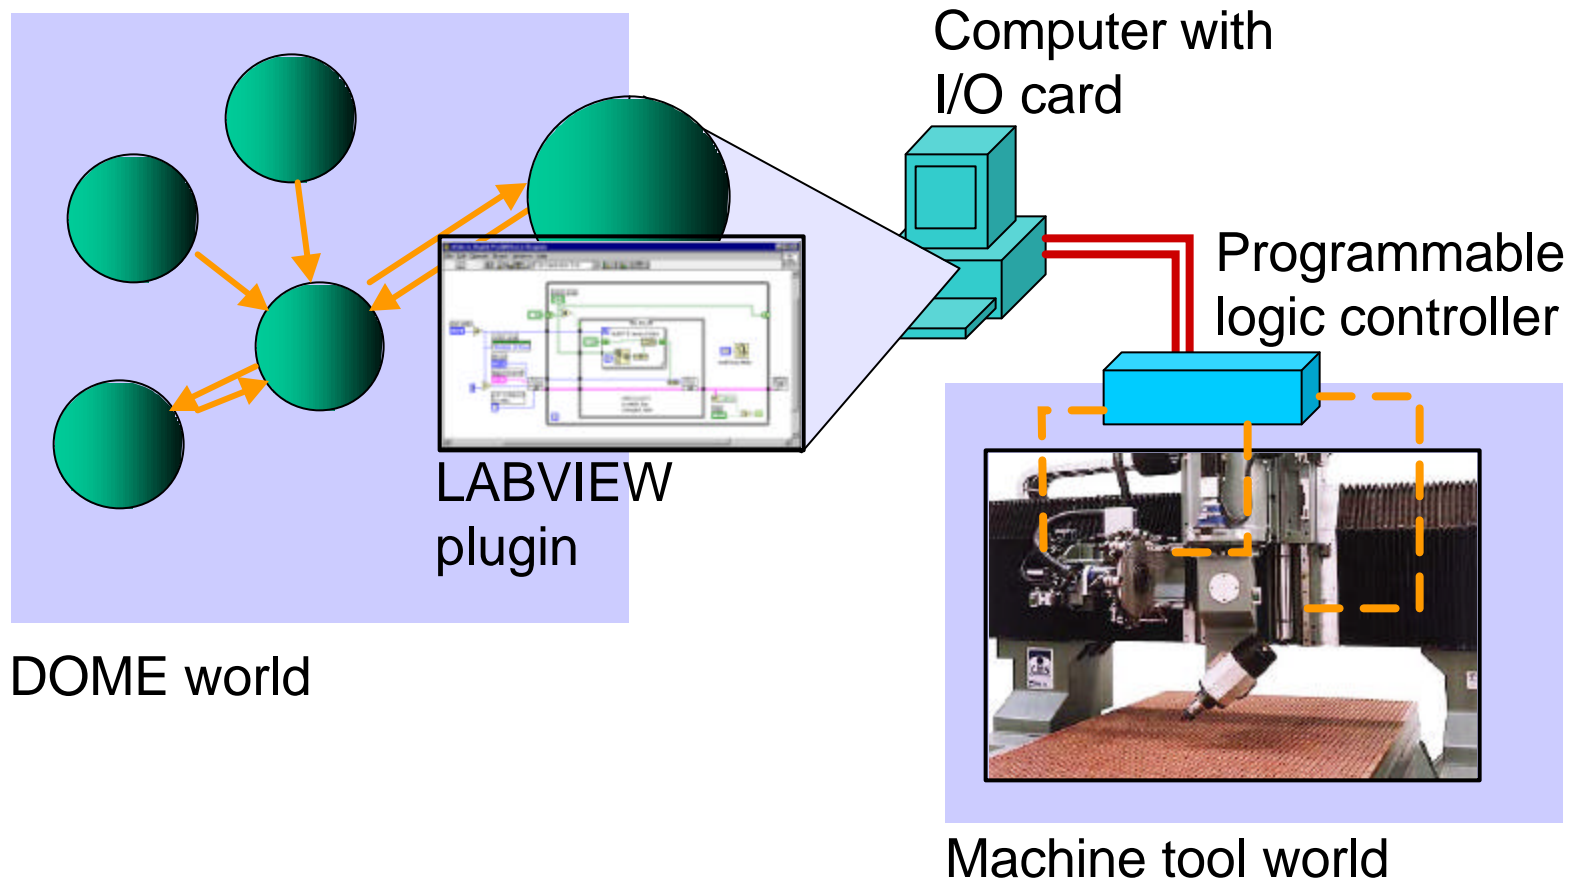 Computer with
I/O card
Programmable
logic controller
LABVIEW
plugin
DOME world
Machine tool world